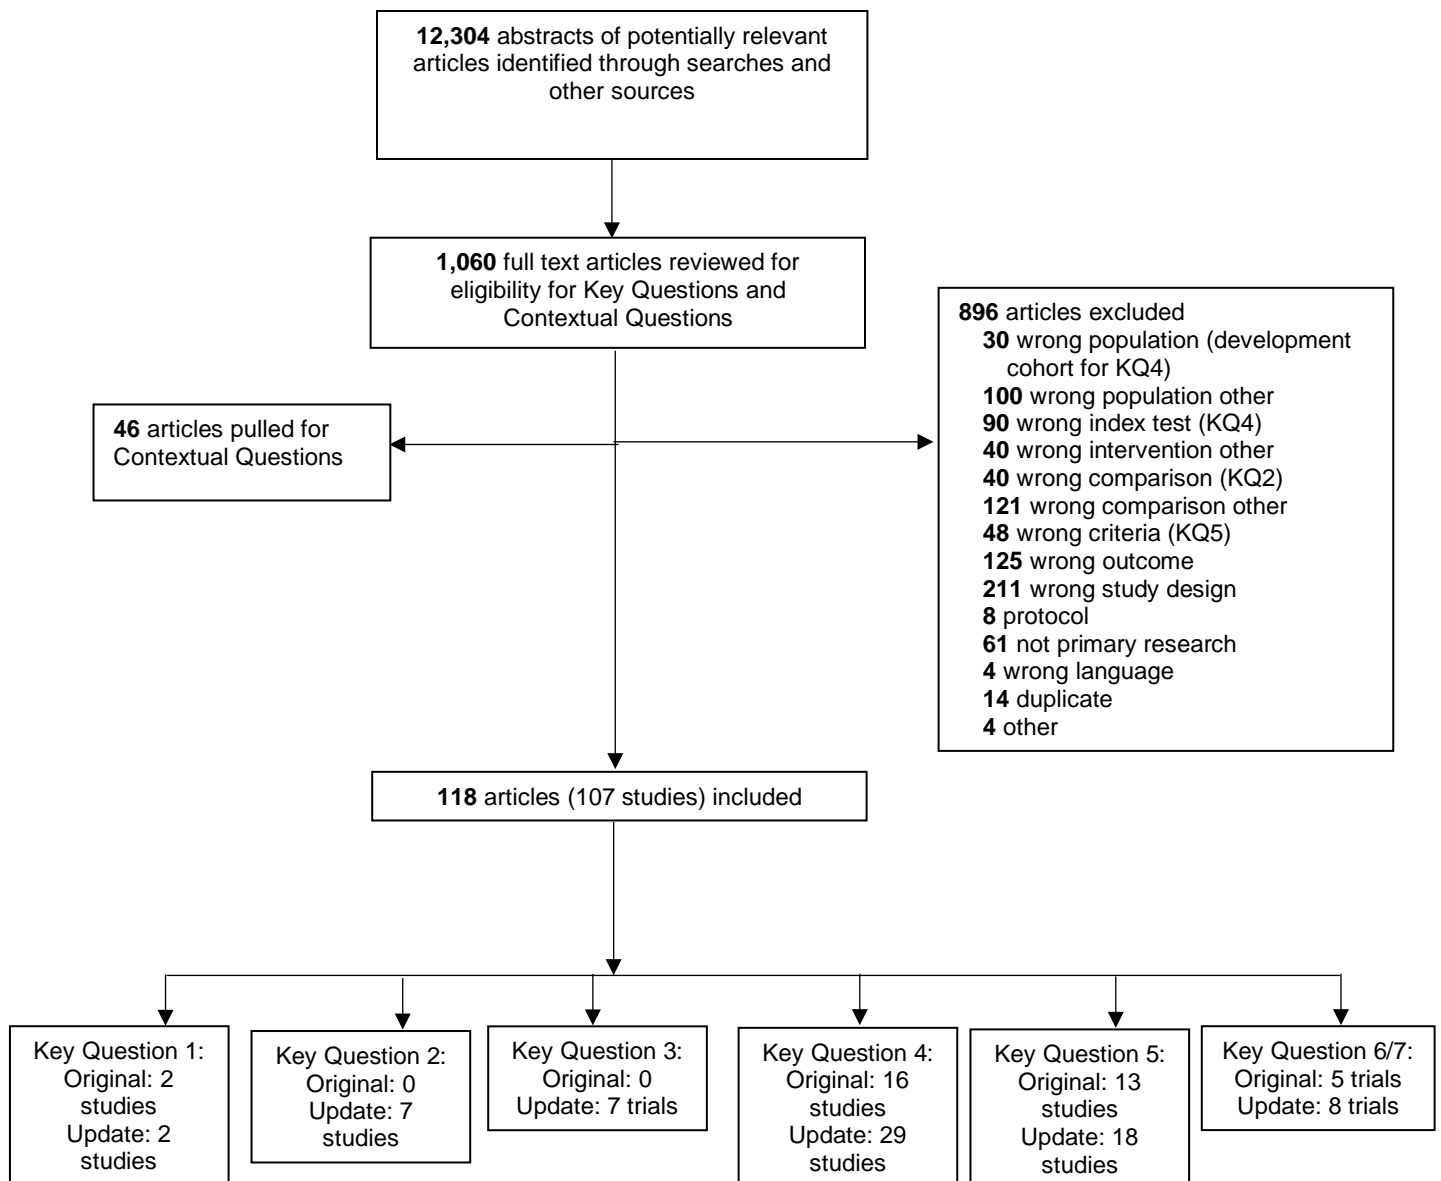 12,304 abstracts of potentially relevant
articles identified through searches and
other sources
1,060 full text articles reviewed for
eligibility for Key Questions and
Contextual Questions
46 articles pulled for
Contextual Questions
896 articles excluded
30 wrong population (development
cohort for KQ4)
100 wrong population other
90 wrong index test (KQ4)
40 wrong intervention other
40 wrong comparison (KQ2)
121 wrong comparison other
48 wrong criteria (KQ5)
125 wrong outcome
211 wrong study design
8 protocol
61 not primary research
4 wrong language
14 duplicate
4 other
118 articles (107 studies) included
Key Question 1:
Original: 2
studies
Update: 2
studies
Key Question 2:
Original: 0
Update: 7
studies
Key Question 3:
Original: 0
Update: 7 trials
Key Question 4:
Original: 16
studies
Update: 29
studies
Key Question 5:
Original: 13
studies
Update: 18
studies
Key Question 6/7:
Original: 5 trials
Update: 8 trials